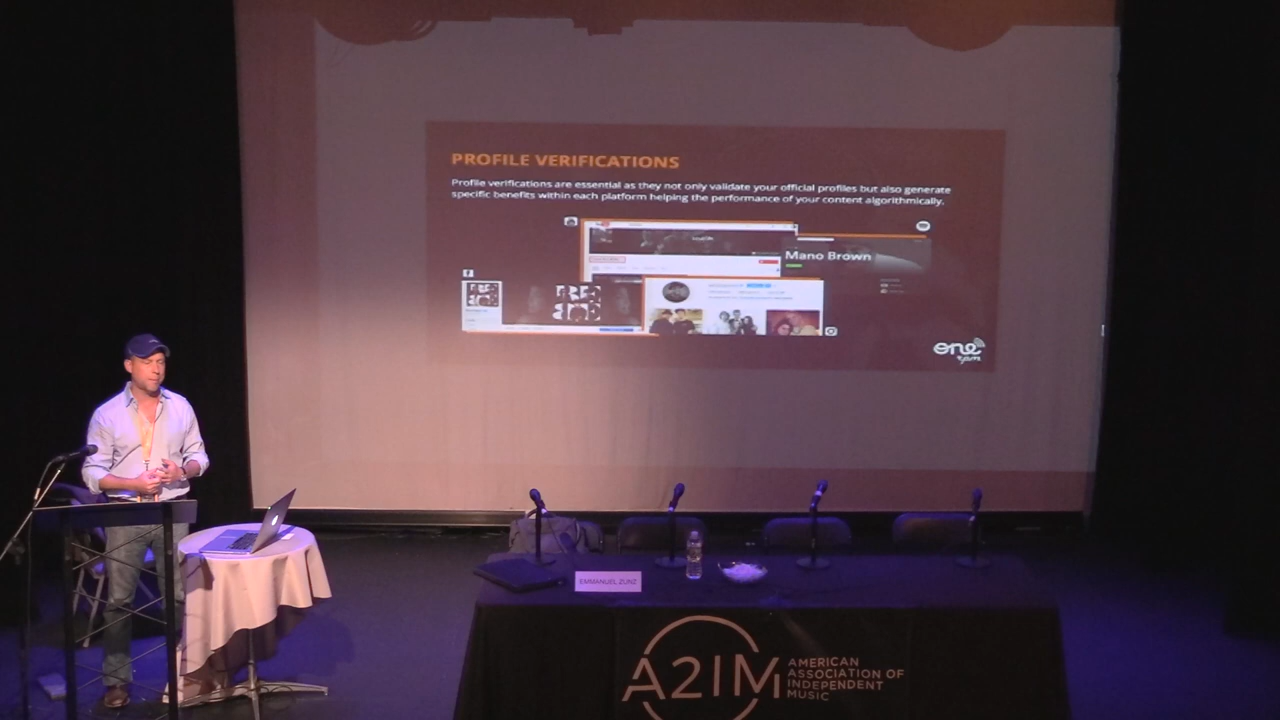 PROFILE VERIFICATIONS
Profile verifications are essential as they not only validate your official profiles but also generate
specific benefits within each platform helping the performance of your content algorithmically.
Mano Brown
one
EMMANUEL ZUNZ
A2IM
AMERICAN
ASSOCIATION OF
INDEPENDENT
MUSIC